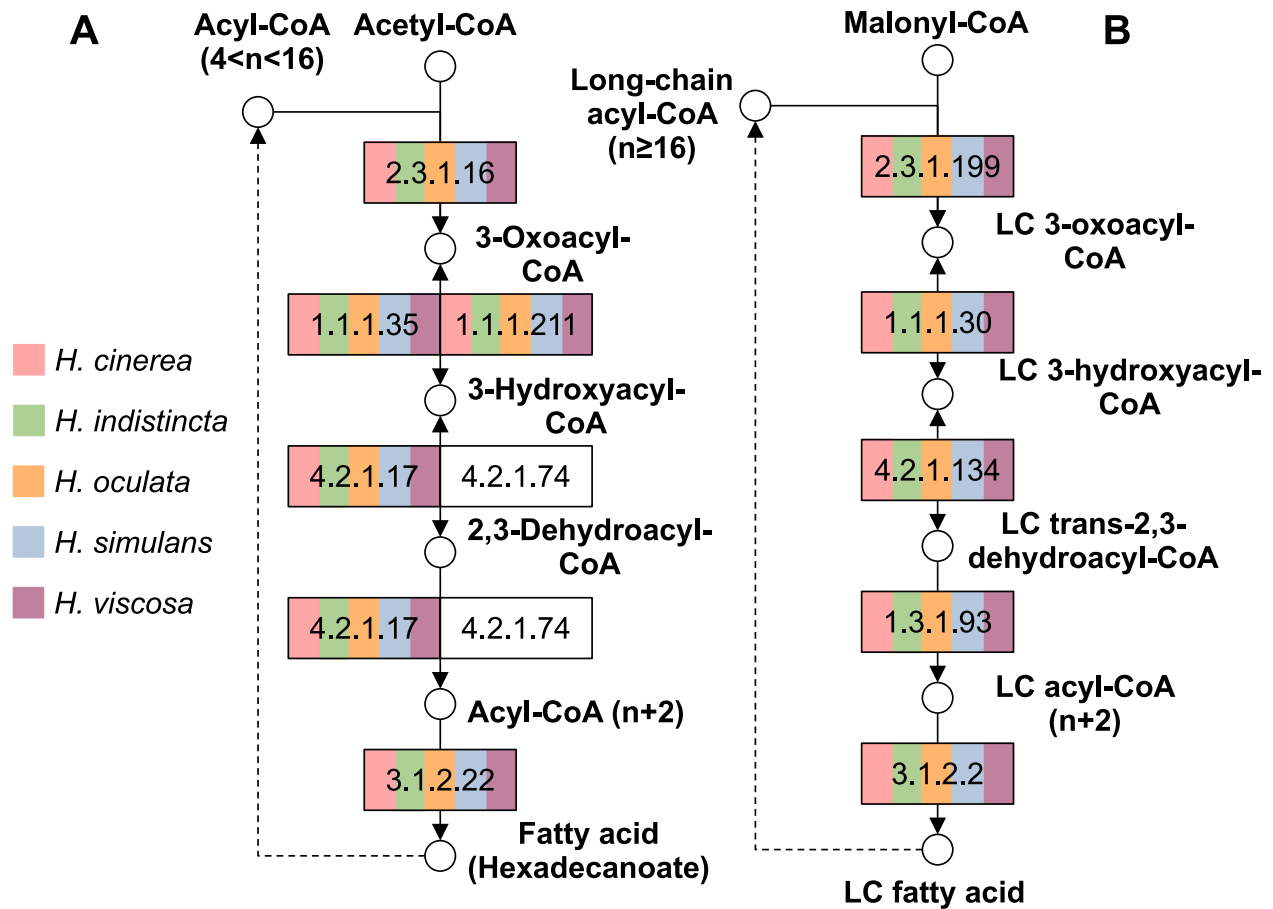 A
Acyl-CoA
(4<n<16)
Acetyl-CoA
2.3.1.16
3-Oxoacyl-
CoA
1.1.1.35
1.1.1.211
3-Hydroxyacyl-
CoA
4.2.1.17
4.2.1.74
2,3-Dehydroacyl-
CoA
4.2.1.17
4.2.1.74
Acyl-CoA (n+2)
3.1.2.22
Fatty acid
(Hexadecanoate)
H. cinerea
H. indistincta
H. oculata
H. simulans
H. viscosa
Malonyl-CoA
B
Long-chain
acyl-CoA
(n≥16)
2.3.1.199
LC 3-oxoacyl-
CoA
1.1.1.30
LC 3-hydroxyacyl-
CoA
4.2.1.134
LC trans-2,3-
dehydroacyl-CoA
1.3.1.93
LC acyl-CoA
(n+2)
3.1.2.2
LC fatty acid